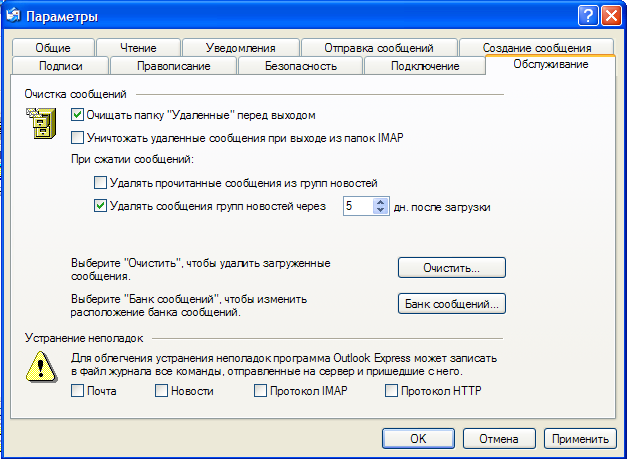 Параметры
Общие Чтение Уведомления Отправка сообщений Создание сообщения
Подписи Правописание Безопасность Подключение Обслуживание
Очистка сообщений
Очищать папку "Удаленные" перед выходом
Уничтожать удаленные сообщения при выходе из папок IMAP
При сжатии сообщений:
Удалять прочитанные сообщения из групп новостей
Удалять сообщения групп новостей через 5 дн. после загрузки
Выберите "Очистить", чтобы удалить загруженные
сообщения.
Очистить...
Выберите "Банк сообщений", чтобы изменить
расположение банка сообщений.
Банк сообщений...
Устранение неполадок
Для облегчения устранения неполадок программа Outlook Express может записать
в файл журнала все команды, отправленные на сервер и пришедшие с него.
Почта Новости Протокол IMAP Протокол HTTP
OK Отмена Применить